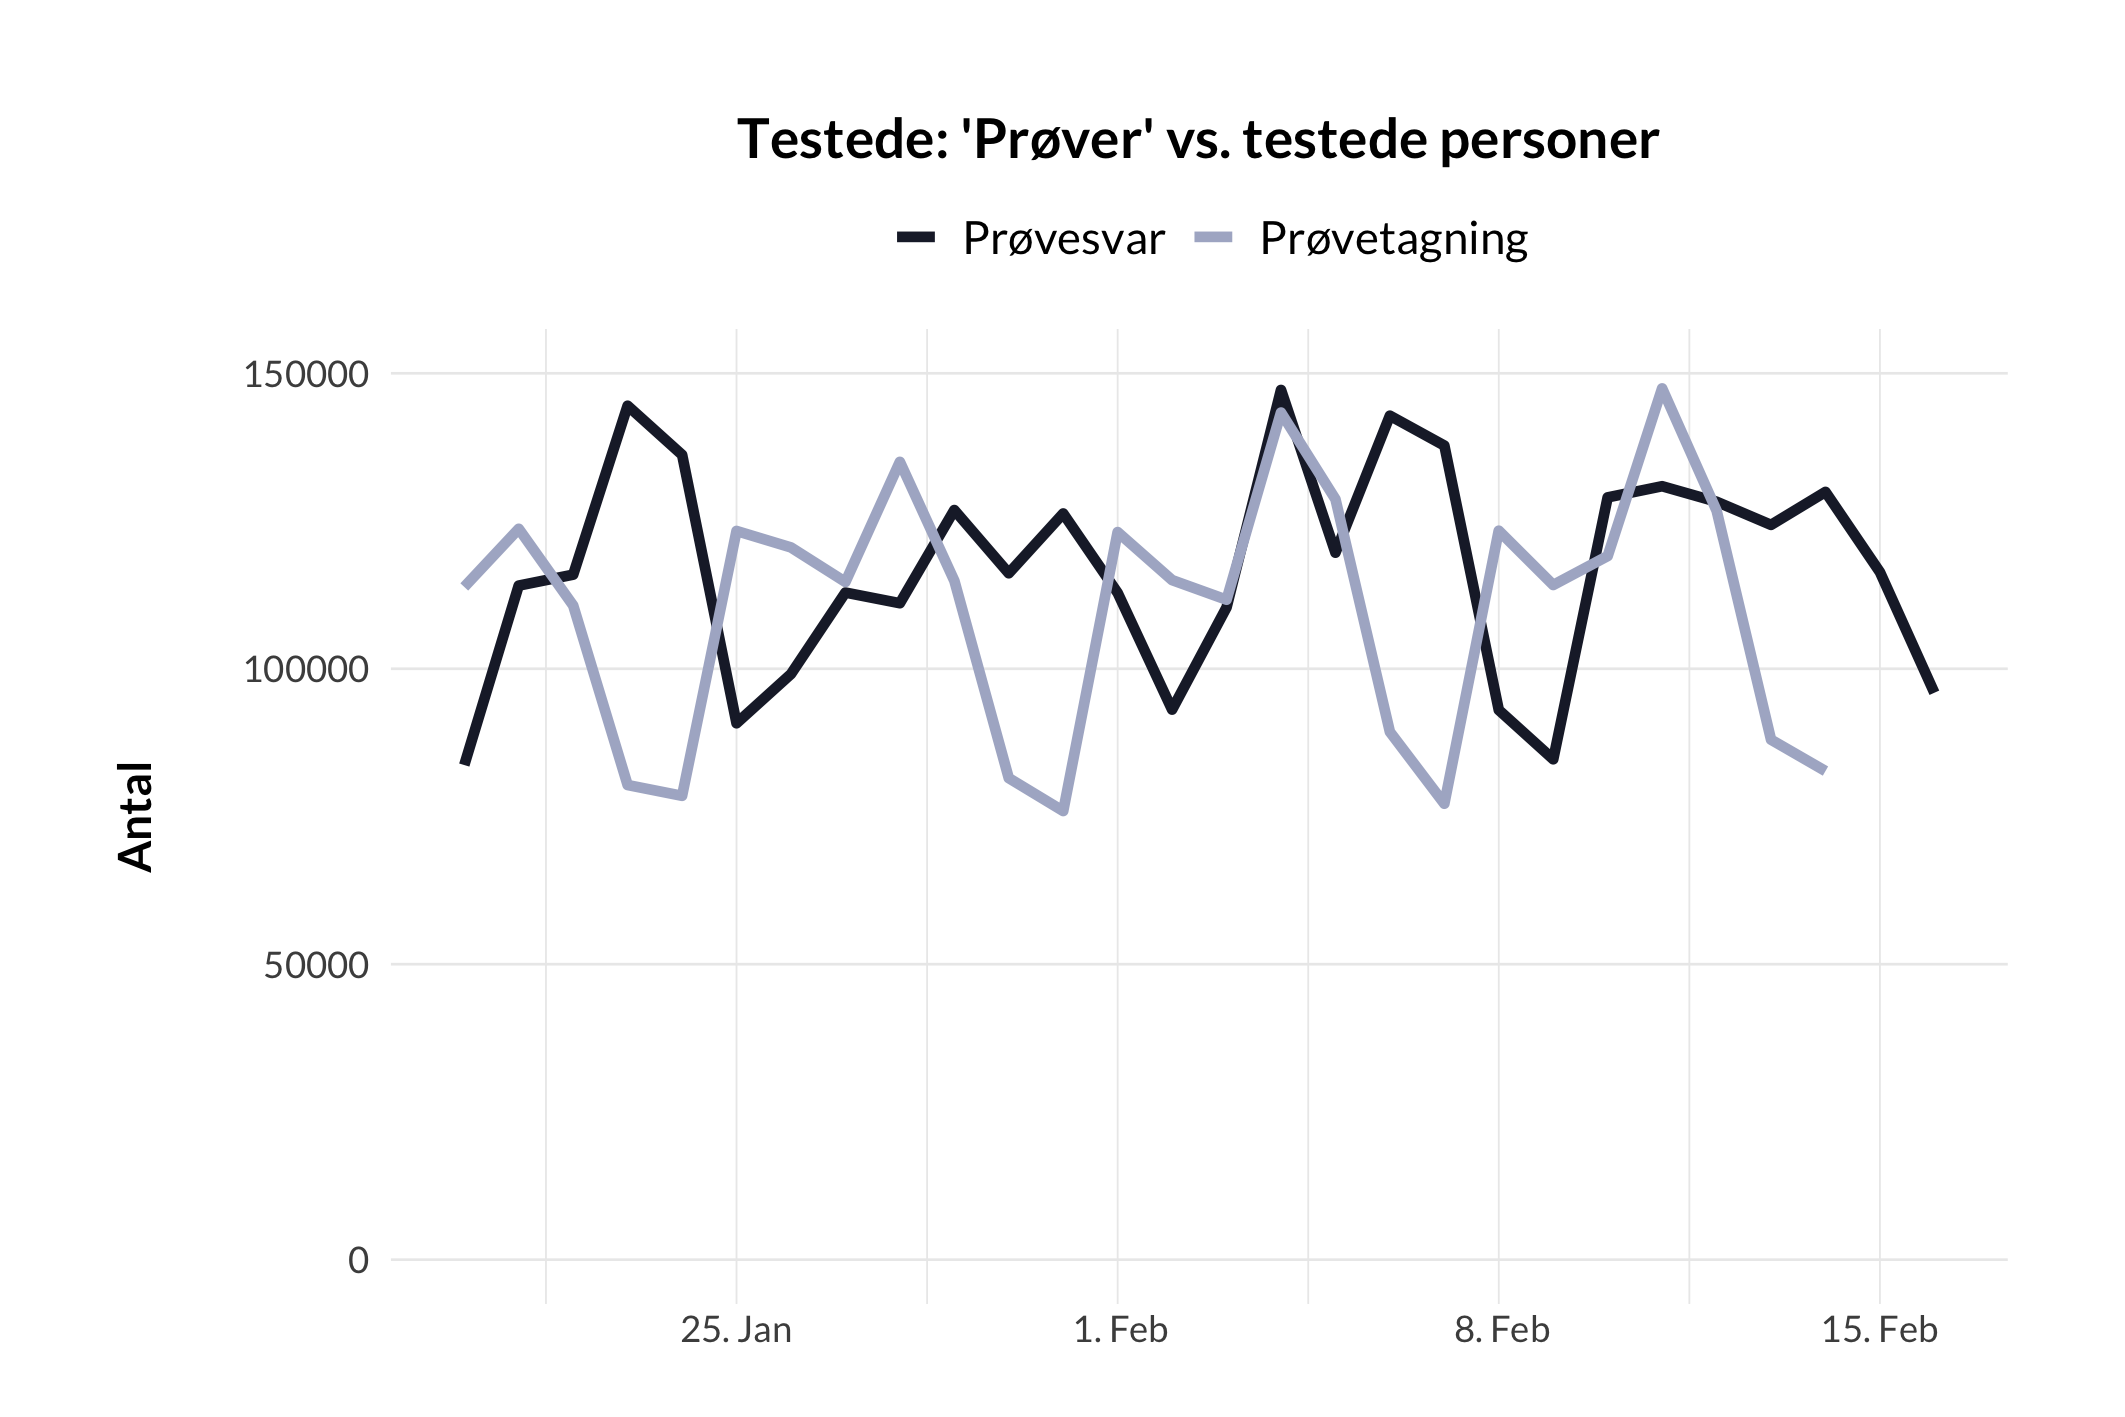 Testede: 'Prøver' vs. testede personer
Prøvesvar Prøvetagning
Antal
150000
100000
50000
0
25. Jan 1. Feb 8. Feb 15. Feb